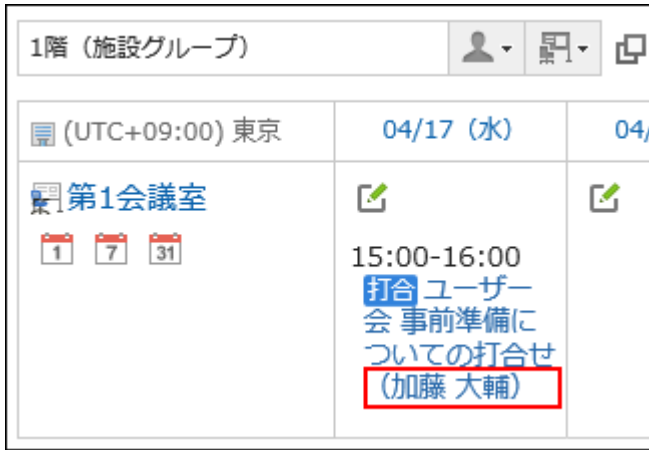 1階（施設グループ）
(UTC+09:00) 東京
04/17（水）
04/
第1会議室
1 7 31
15:00-16:00
打合 ユーザー
会 事前準備に
ついての打合せ
（加藤 大輔）